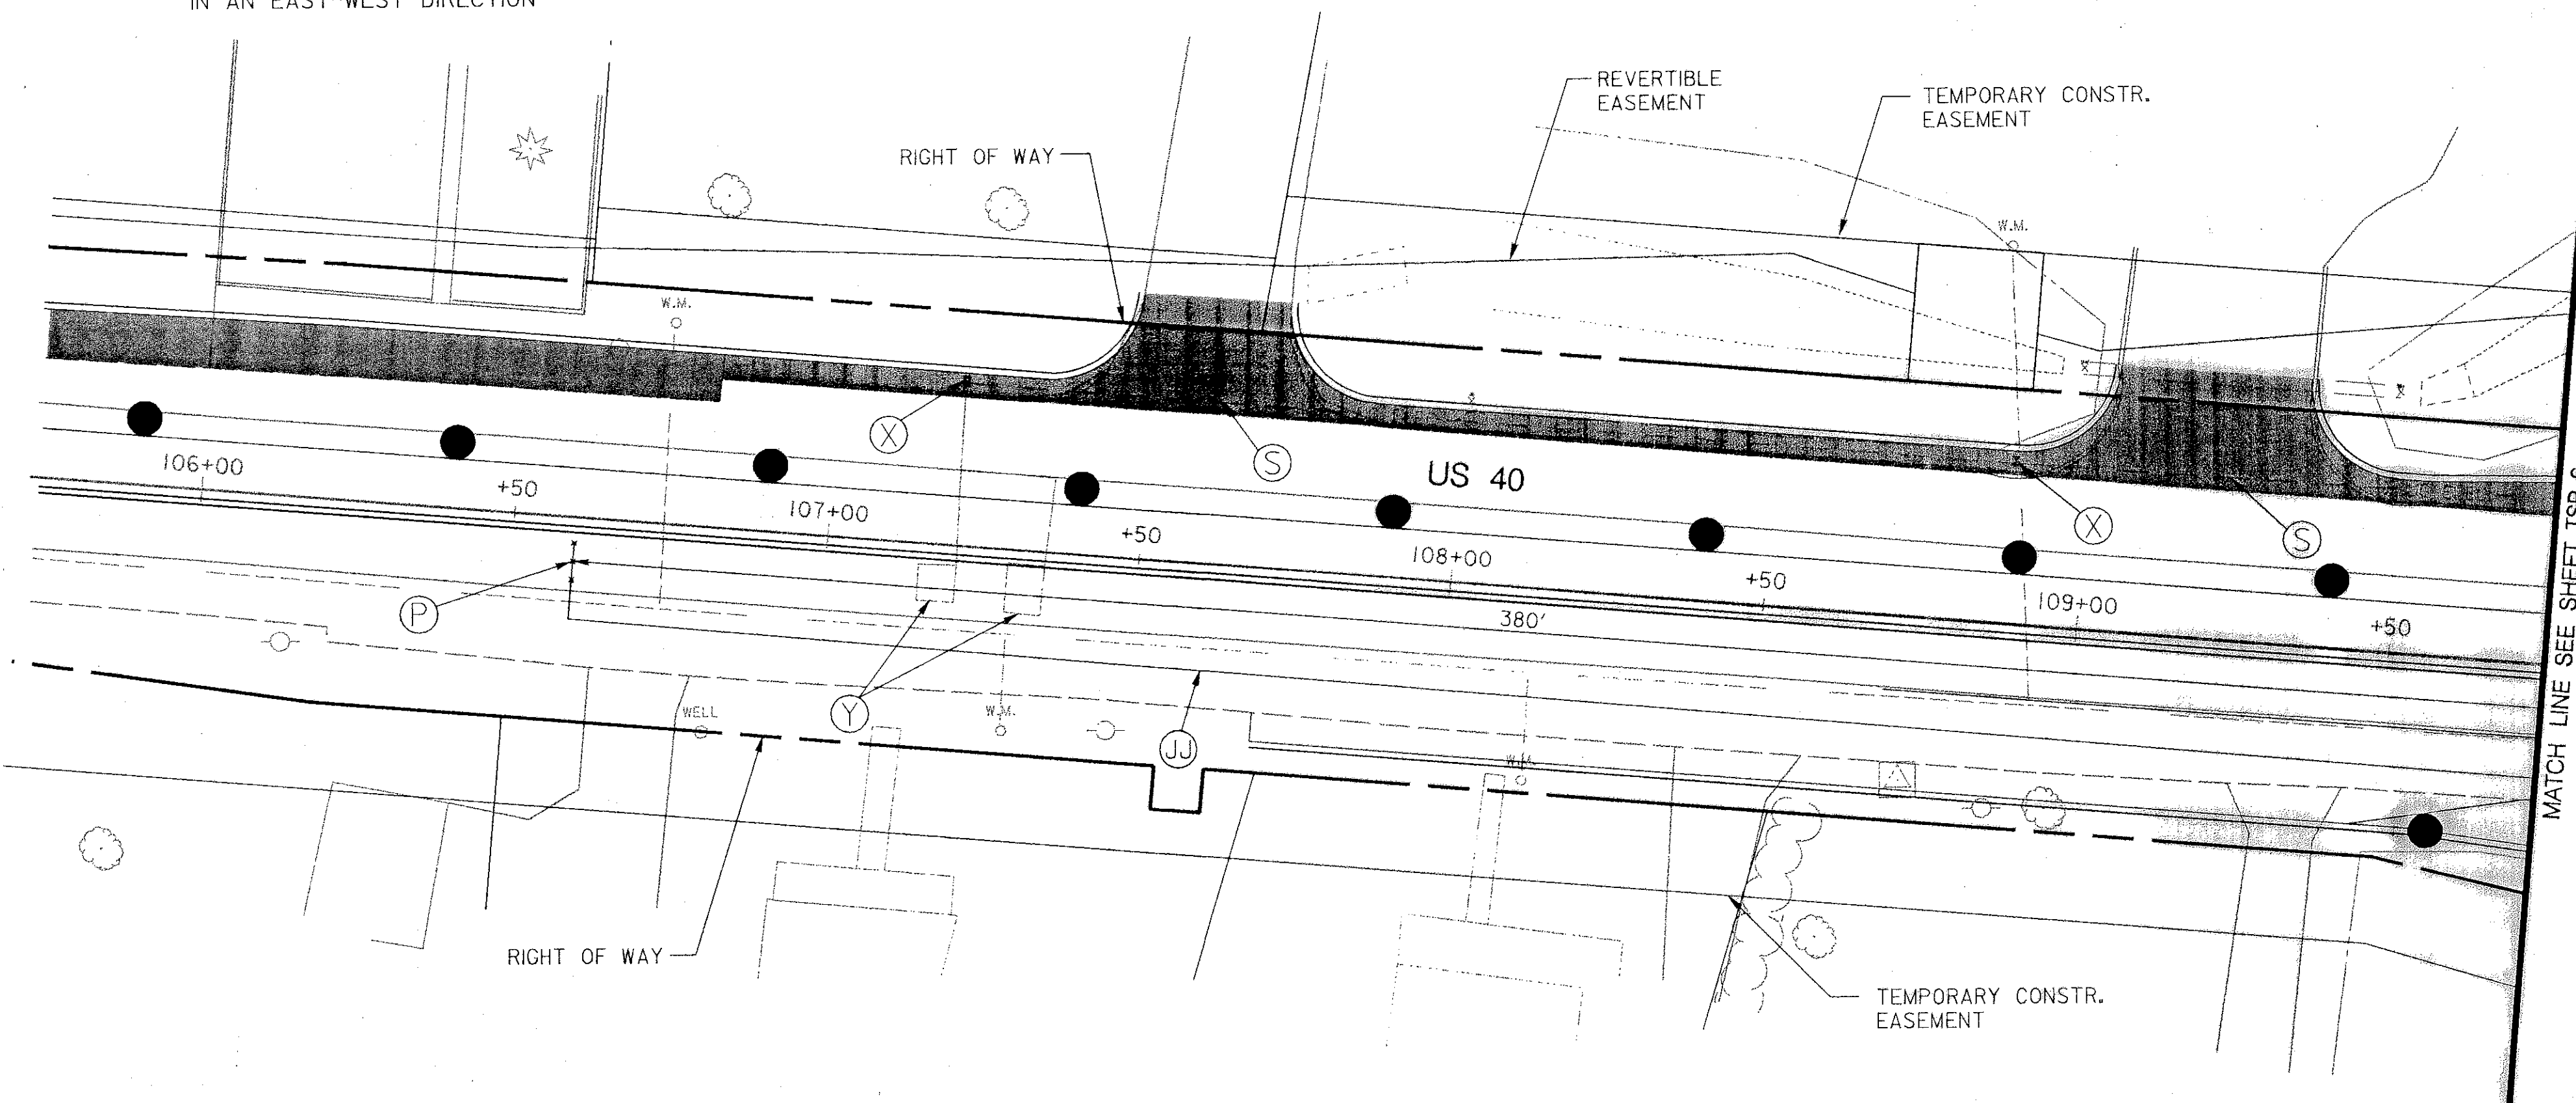 IN AN EAST-WEST DIRECTION
REVERTIBLE
EASEMENT
TEMPORARY CONSTR.
EASEMENT
RIGHT OF WAY
W.M.
W.M.
X
S
US 40
X
S
106+00
+50
107+00
+50
108+00
+50
109+00
+50
380'
P
Y
JJ
WELL
W.M.
W.M.
RIGHT OF WAY
TEMPORARY CONSTR.
EASEMENT
MATCH LINE SEE SHEET TSP